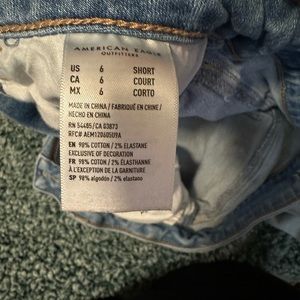 AMERICAN EAGLE
OUTFITTERS
US 6 SHORT
CA 6 COURT
MX 6 CORTO
MADE IN CHINA / FABRIQUÉ EN CHINE /
HECHO EN CHINA
RN 54485/CA 03873
RFC# AEM120605U9A
EN 98% COTTON / 2% ELASTANE
EXCLUSIVE OF DECORATION
FR 98% COTON / 2% ÉLASTHANNE
À L'EXCEPTION DE LA GARNITURE
SP 98% algodón / 2% elastano